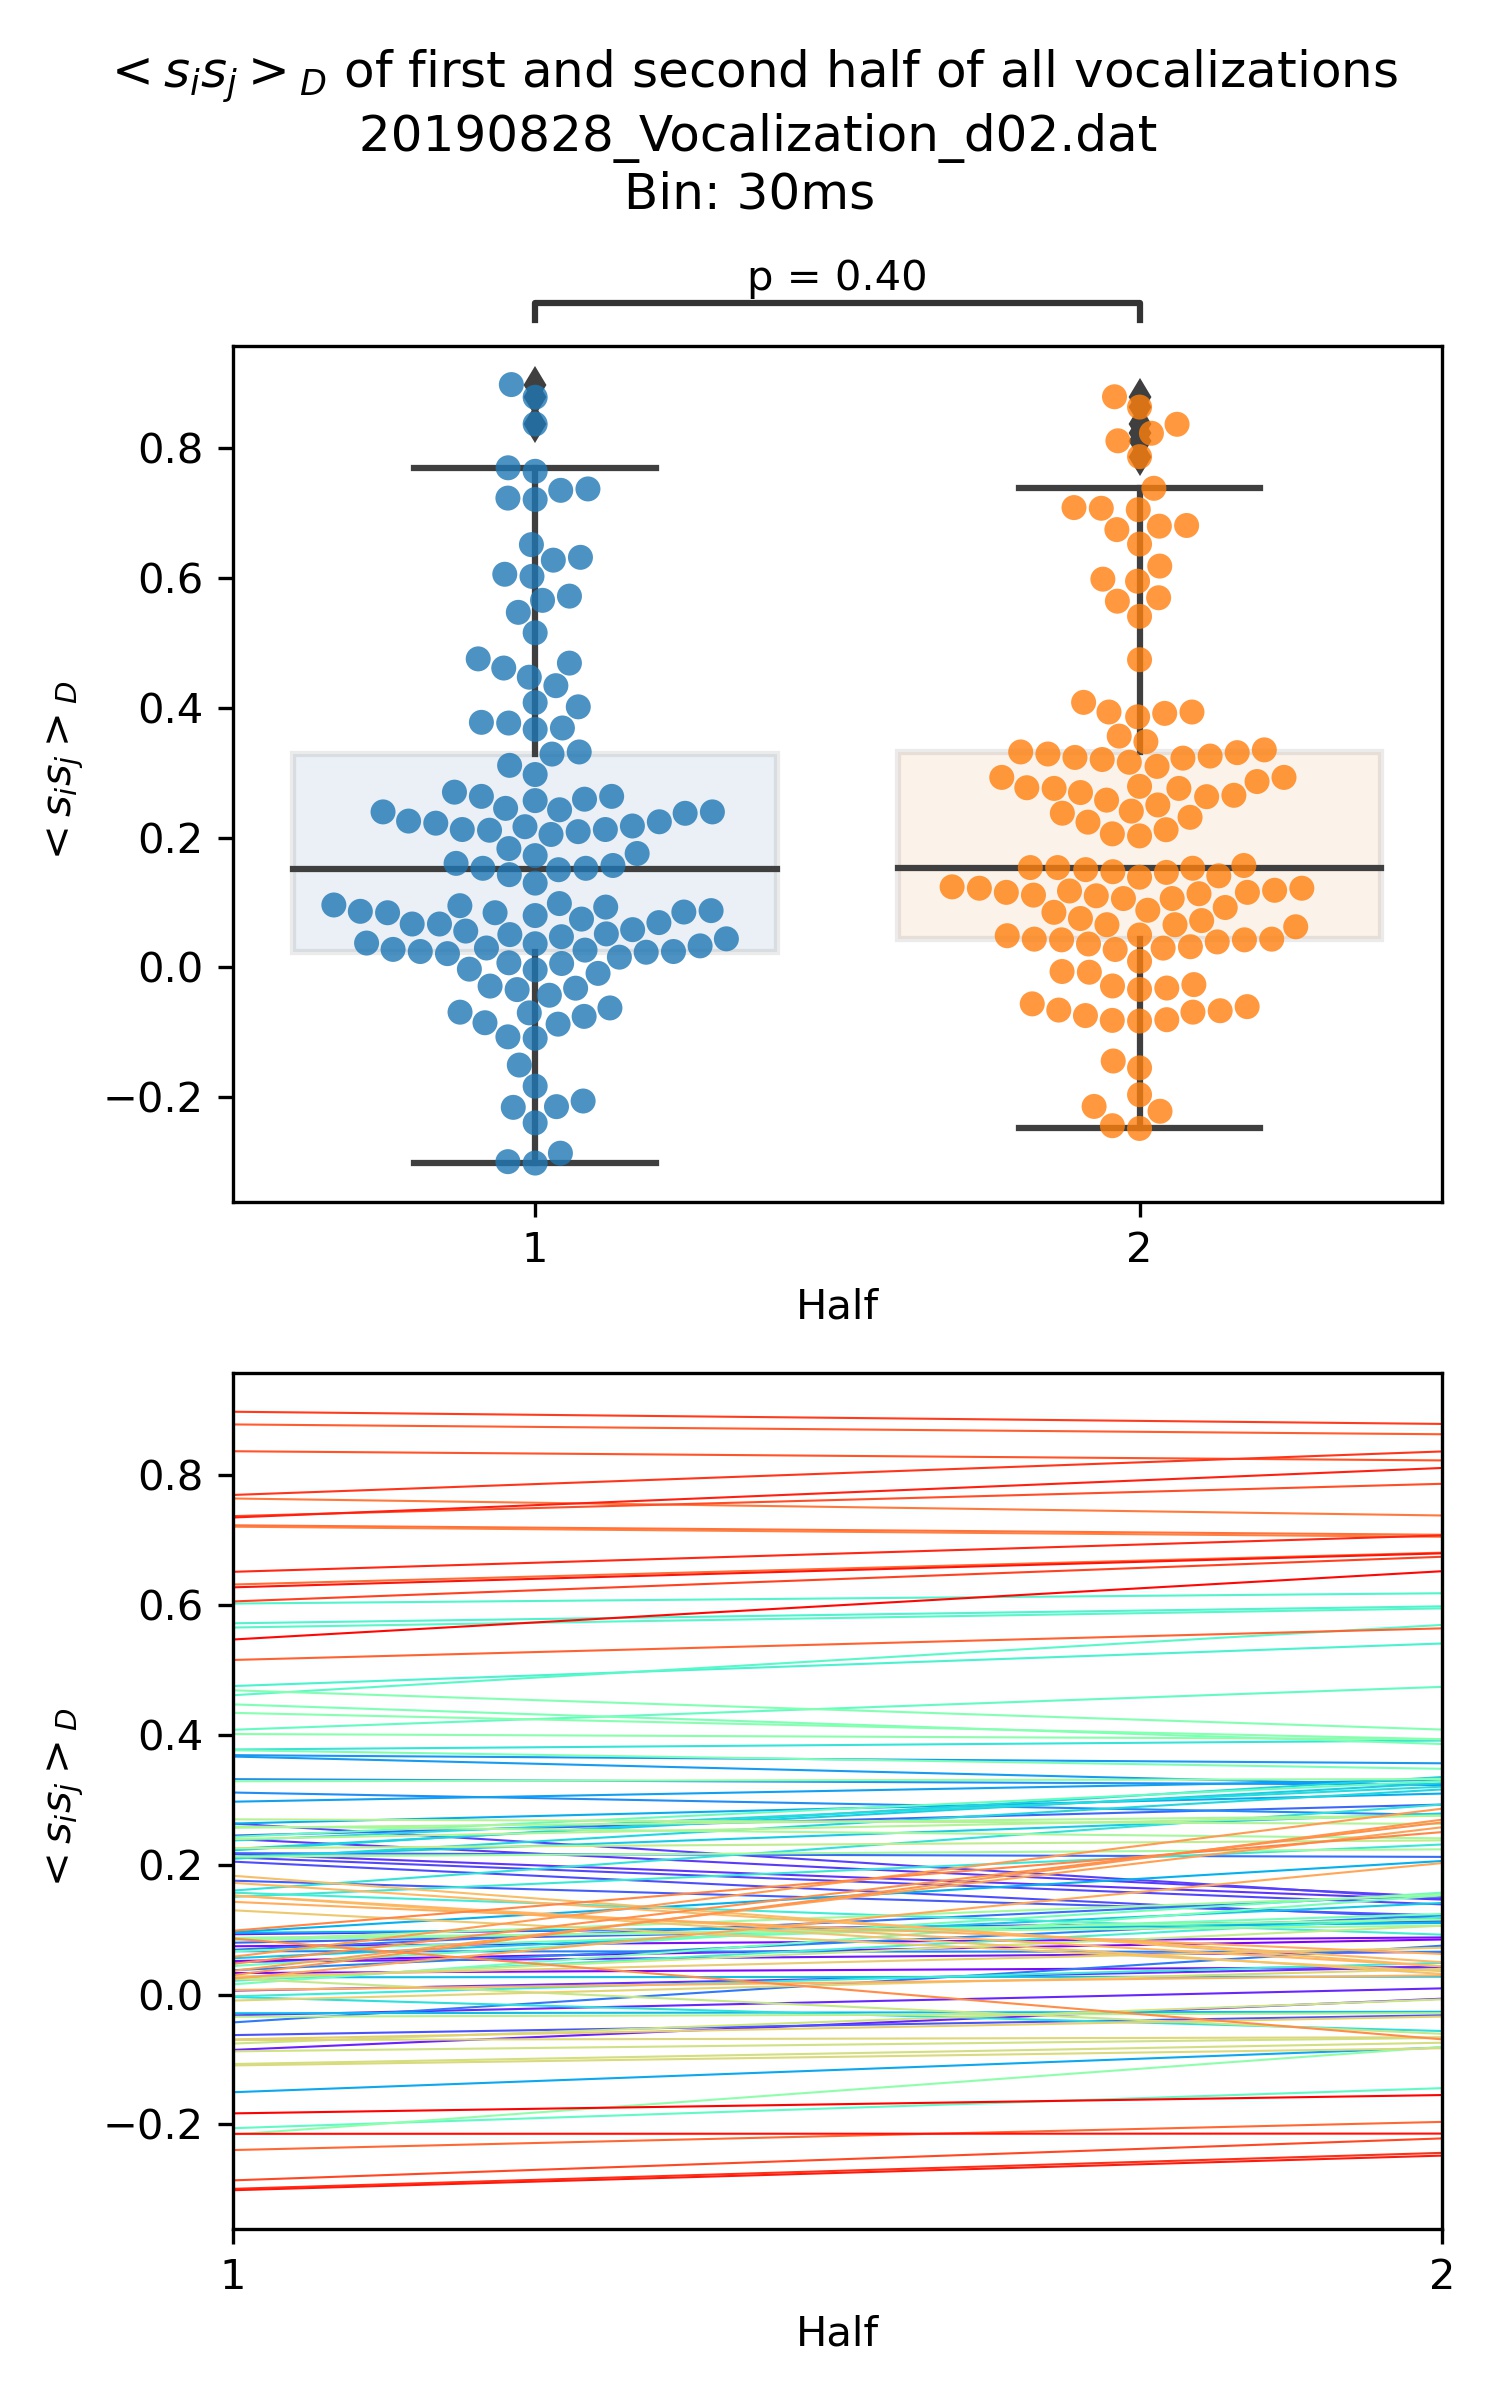 < s_i s_j >_D of first and second half of all vocalizations
20190828_Vocalization_d02.dat
Bin: 30ms
p = 0.40
0.8
0.6
0.4
0.2
0.0
−0.2
< s_i s_j >_D
1
2
Half
0.8
0.6
0.4
0.2
0.0
−0.2
< s_i s_j >_D
1
2
Half